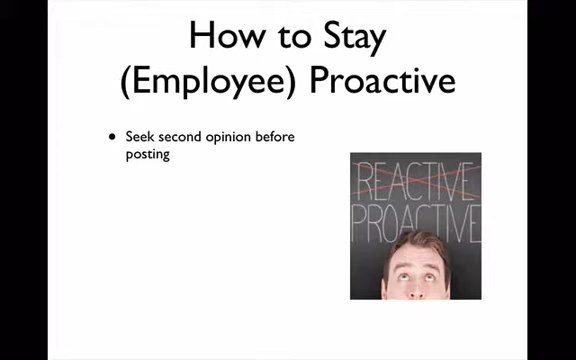 How to Stay
(Employee) Proactive
• Seek second opinion before
posting
REACTIVE
PROACTIVE